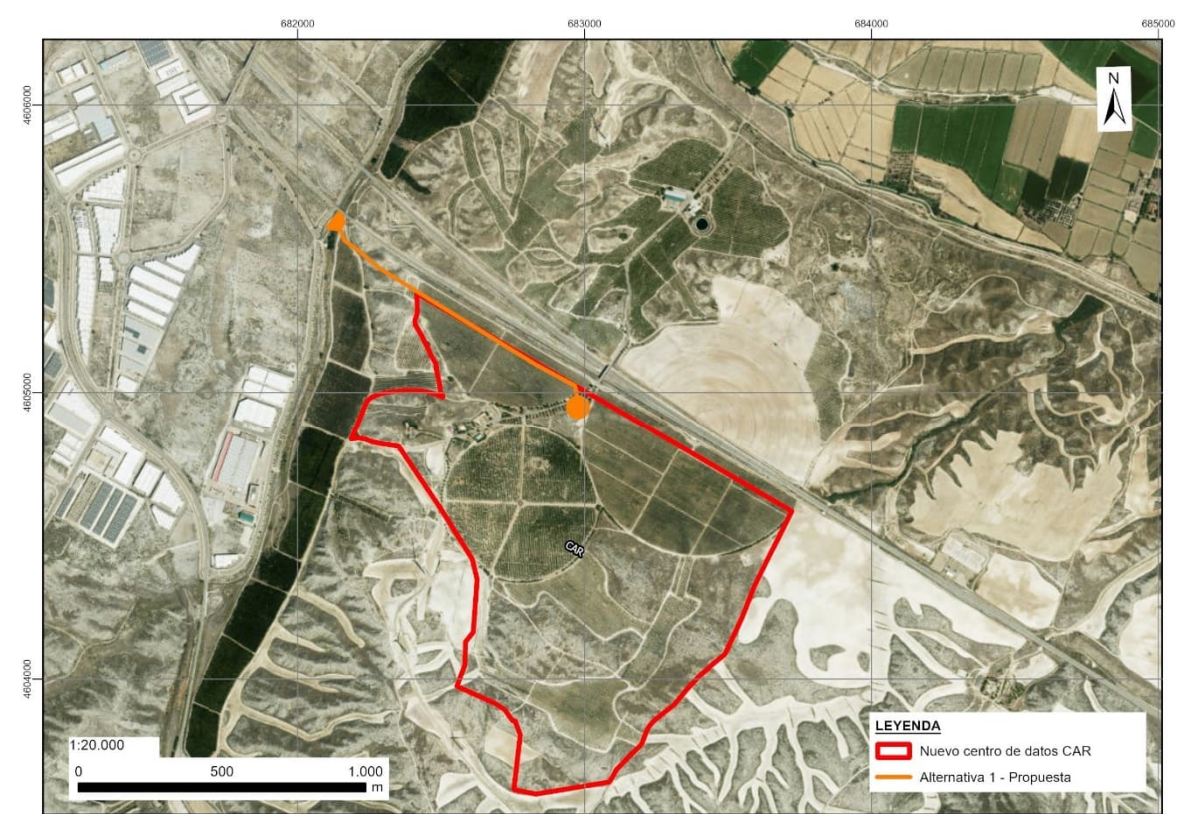 682000 683000 684000 685000
4606000
N
4605000
CAR
4604000
LEYENDA
Nuevo centro de datos CAR
Alternativa 1 - Propuesta
1:20.000
0 500 1.000
m